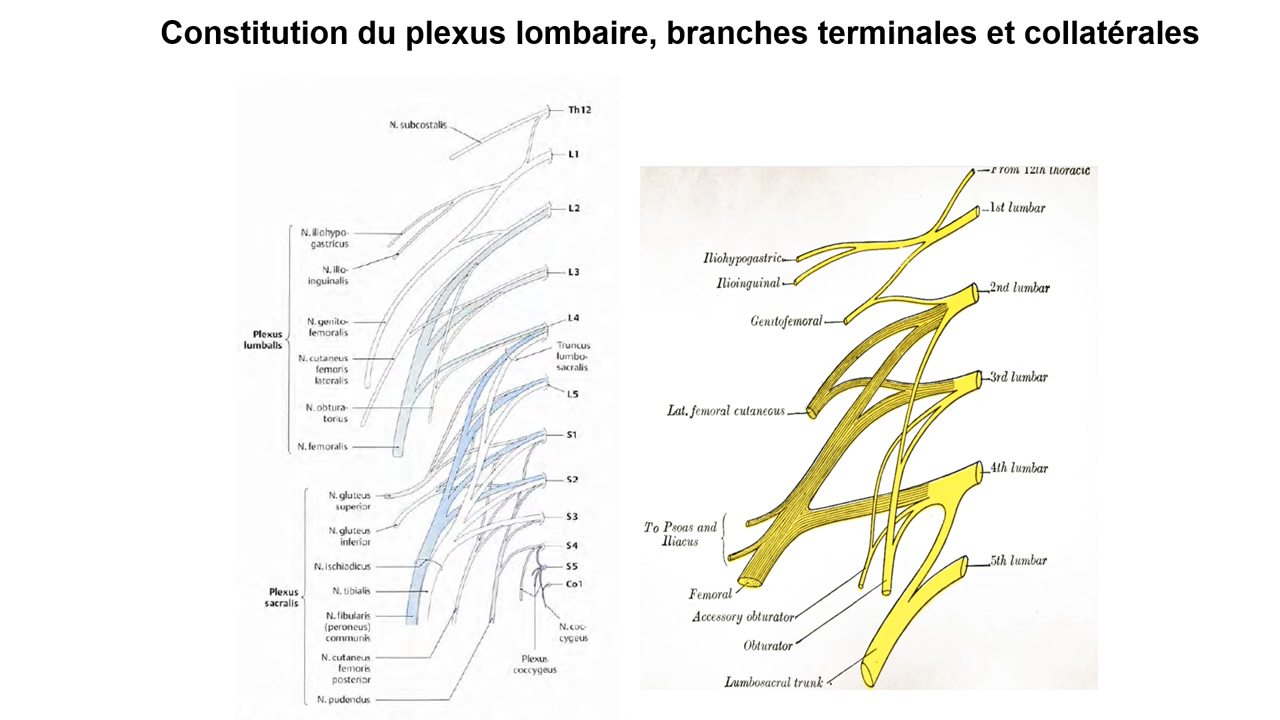 Constitution du plexus lombaire, branches terminales et collatérales
Th12
N. subcostalis
L1
L2
N. iliohypo-
gastricus
N. ilio-
inguinalis
L3
N. genito-
femoralis
L4
Plexus
lumbalis
Truncus
lumbo-
sacralis
N. cutaneus
femoris
lateralis
L5
N. obtura-
torius
S1
N. femoralis
S2
N. gluteus
superior
S3
N. gluteus
inferior
S4
N. ischiadicus
S5
Co1
Plexus
sacralis
N. tibialis
N. fibularis
(peroneus)
communis
N. coc-
cygeus
N. cutaneus
femoris
posterior
Plexus
coccygeus
N. pudendus
From 12th thoracic
1st lumbar
Iliohypogastric
Ilioinguinal
2nd lumbar
Genitofemoral
3rd lumbar
Lat. femoral cutaneous
4th lumbar
To Psoas and
Iliacus
5th lumbar
Femoral
Accessory obturator
Obturator
Lumbosacral trunk